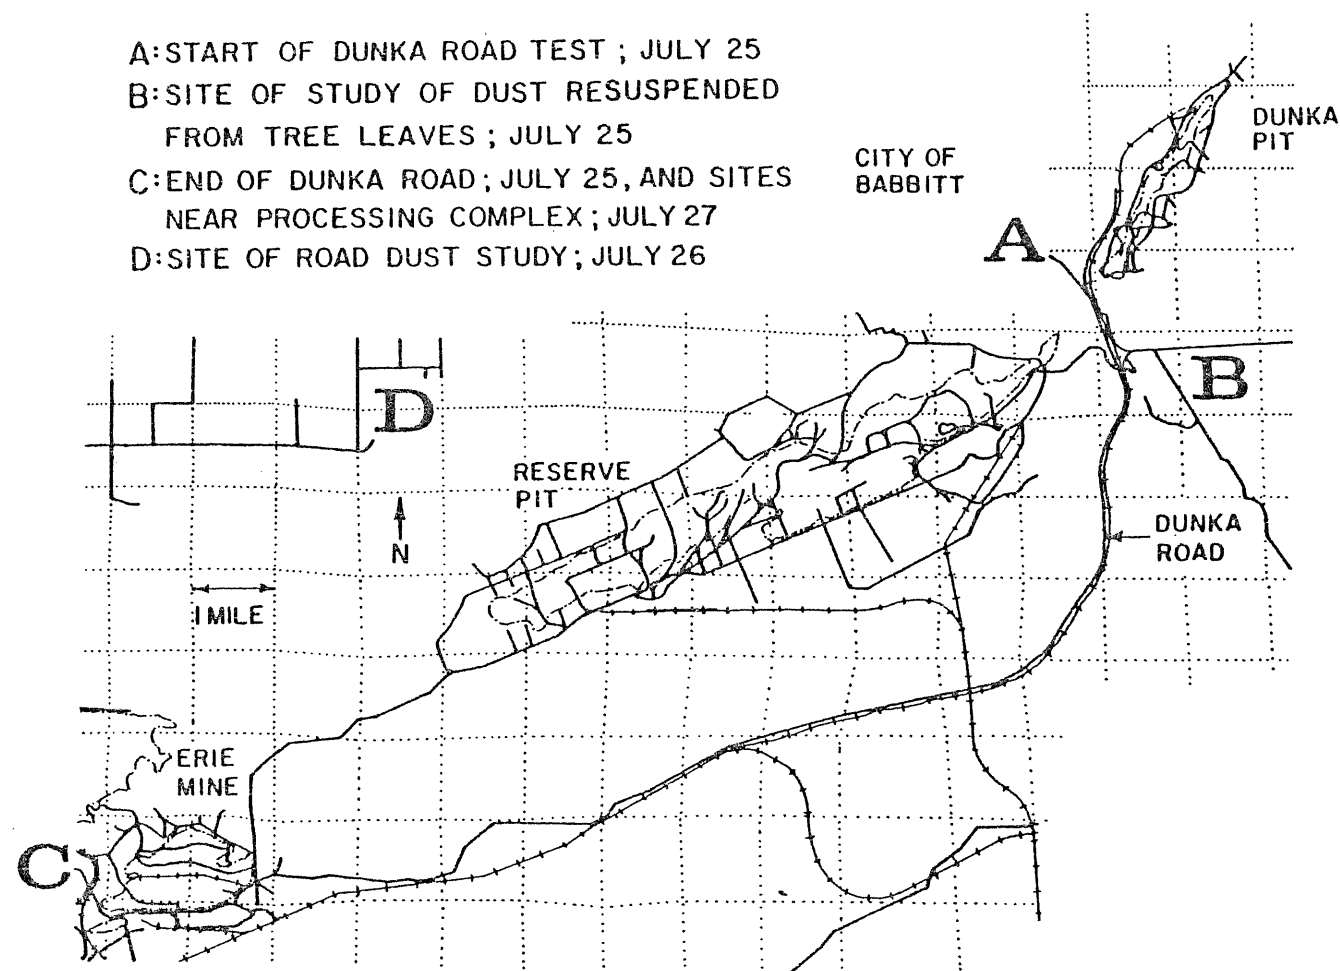 A: START OF DUNKA ROAD TEST ; JULY 25
B: SITE OF STUDY OF DUST RESUSPENDED
FROM TREE LEAVES ; JULY 25
C: END OF DUNKA ROAD ; JULY 25, AND SITES
NEAR PROCESSING COMPLEX ; JULY 27
D: SITE OF ROAD DUST STUDY ; JULY 26
DUNKA
PIT
CITY OF
BABBITT
A
B
D
RESERVE
PIT
N
DUNKA
ROAD
1 MILE
ERIE
MINE
C